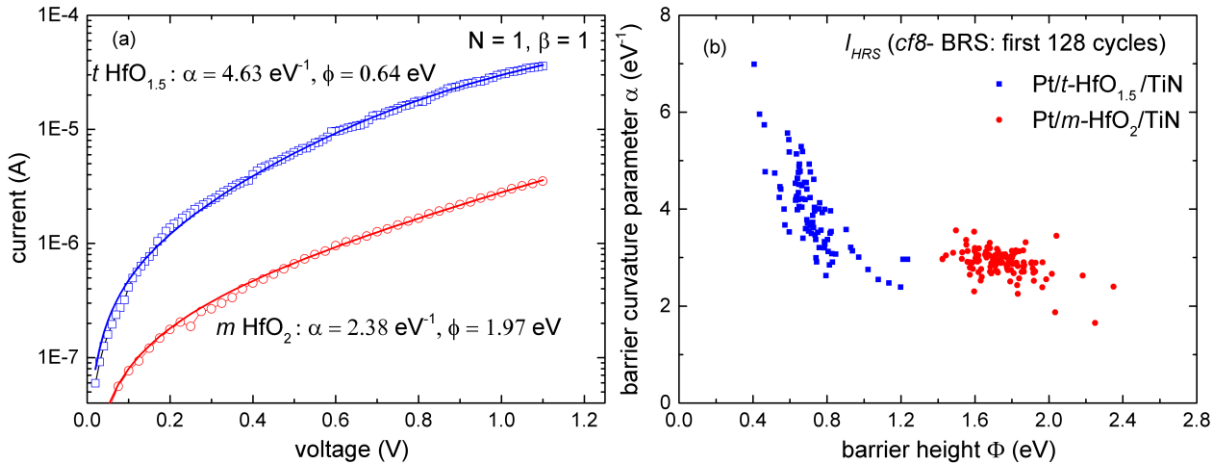 (a)
N = 1, β = 1
t HfO1.5 : α = 4.63 eV-1, ϕ = 0.64 eV
m HfO2 : α = 2.38 eV-1, ϕ = 1.97 eV
current (A)
1E-4
1E-5
1E-6
1E-7
0.0 0.2 0.4 0.6 0.8 1.0 1.2
voltage (V)
(b)
IHRS (cf8- BRS: first 128 cycles)
Pt/t-HfO1.5/TiN
Pt/m-HfO2/TiN
barrier curvature parameter α (eV-1)
8
6
4
2
0
0.0 0.4 0.8 1.2 1.6 2.0 2.4 2.8
barrier height Φ (eV)